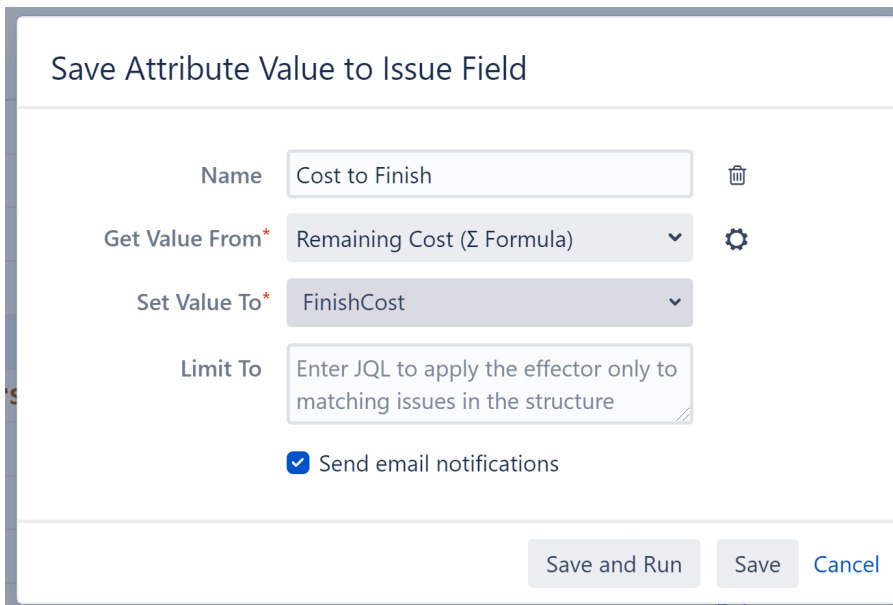 Save Attribute Value to Issue Field
Name Cost to Finish
Get Value From* Remaining Cost (Σ Formula)
Set Value To* FinishCost
Limit To Enter JQL to apply the effector only to
matching issues in the structure
's
Send email notifications
Save and Run Save Cancel